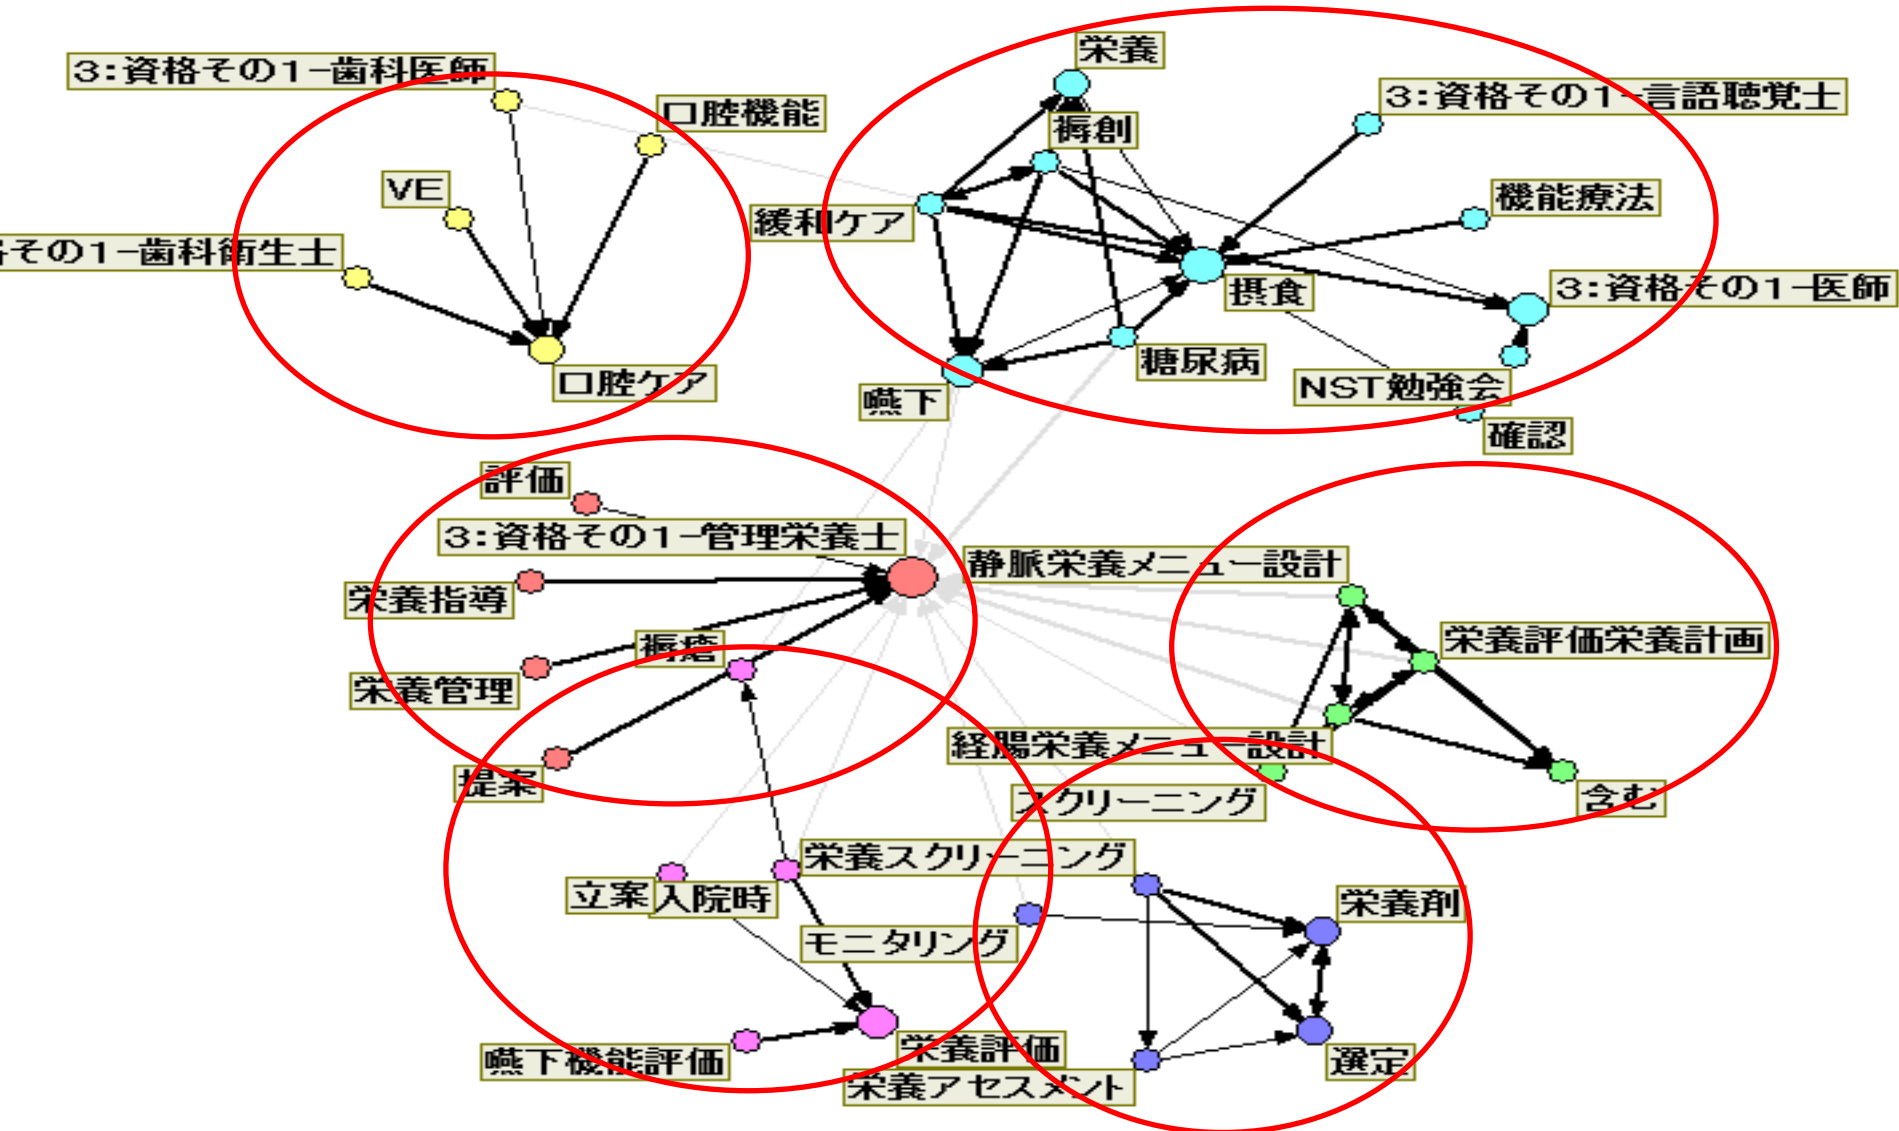 栄養
3:資格その1-歯科医師
3:資格その1-言語聴覚士
口腔機能
褥創
VE
機能療法
緩和ケア
格その1-歯科衛生士
摂食
3:資格その1-医師
糖尿病
口腔ケア
NST勉強会
嚥下
確認
評価
3:資格その1-管理栄養士
静脈栄養メニュー設計
栄養指導
褥瘡
栄養評価栄養計画
栄養管理
経腸栄養メニュー設計
提案
スクリーニング
含む
栄養スクリーニング
立案
入院時
栄養剤
モニタリング
栄養評価
嚥下機能評価
選定
栄養アセスメント